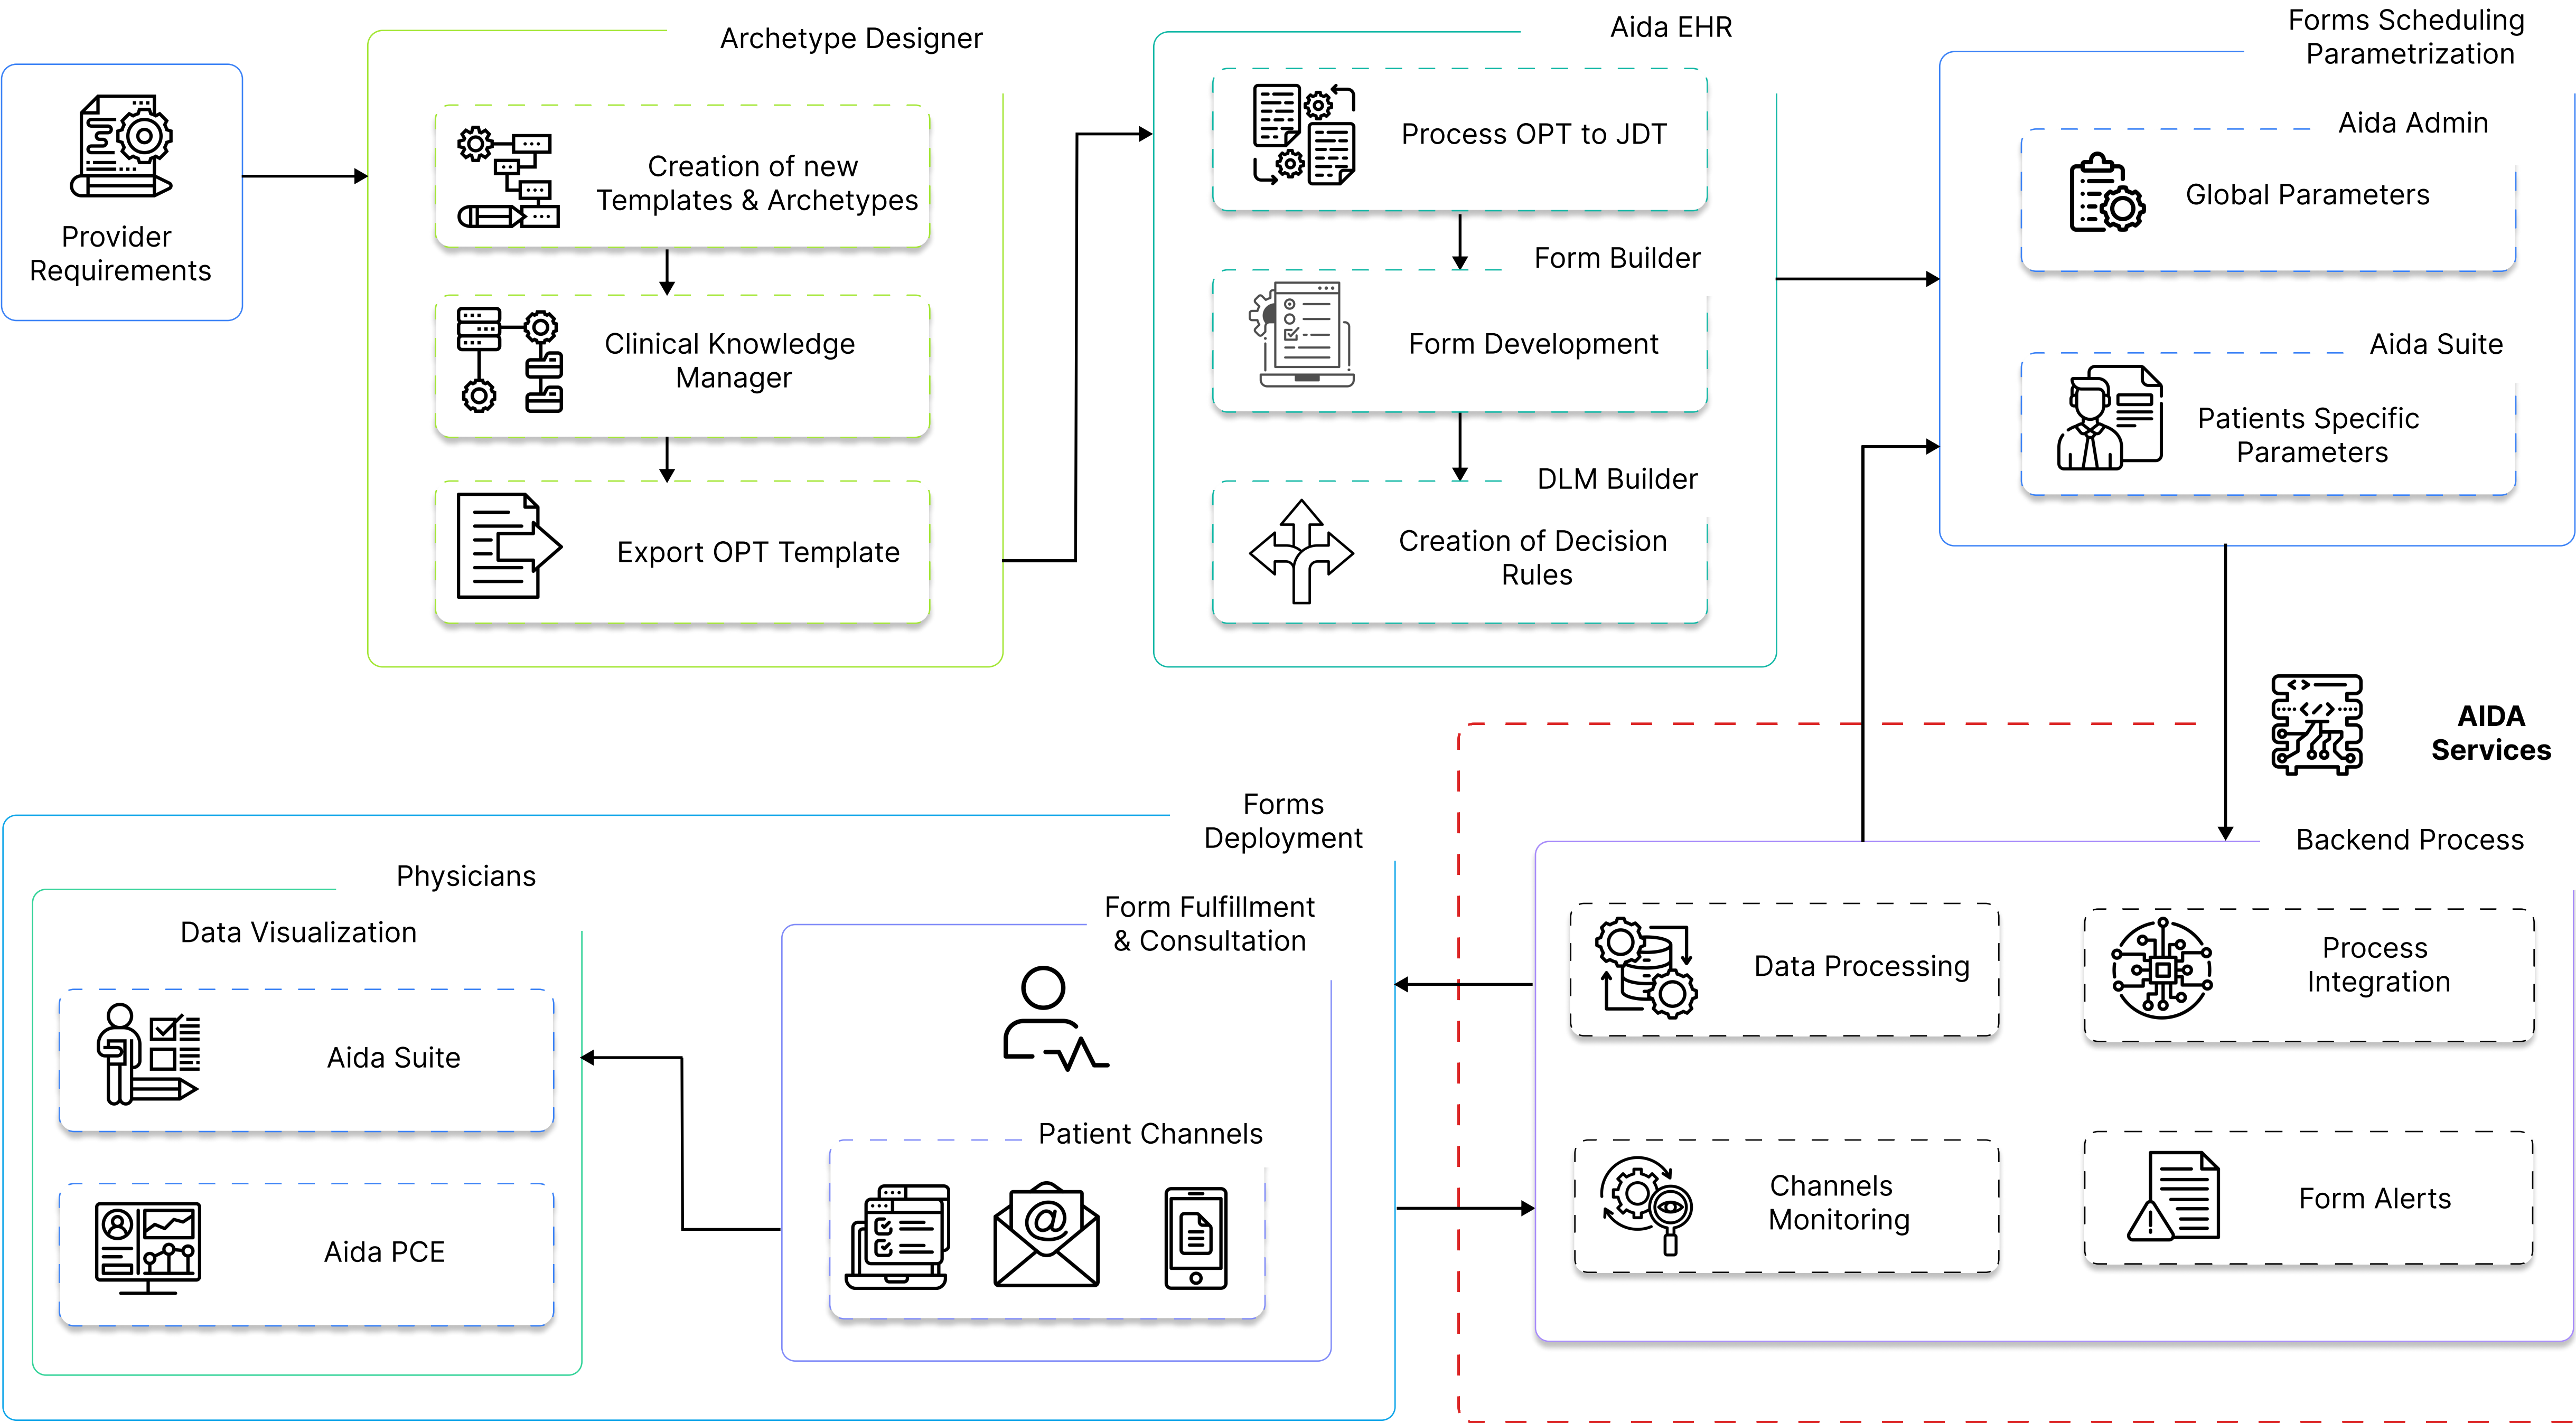 Provider
Requirements
Archetype Designer
Creation of new
Templates & Archetypes
Clinical Knowledge
Manager
Export OPT Template
Aida EHR
Process OPT to JDT
Form Builder
Form Development
DLM Builder
Creation of Decision
Rules
Forms Scheduling
Parametrization
Aida Admin
Global Parameters
Aida Suite
Patients Specific
Parameters
AIDA
Services
Backend Process
Data Processing
Process
Integration
Channels
Monitoring
Form Alerts
Forms
Deployment
Form Fulfillment
& Consultation
Patient Channels
@
Physicians
Data Visualization
Aida Suite
Aida PCE